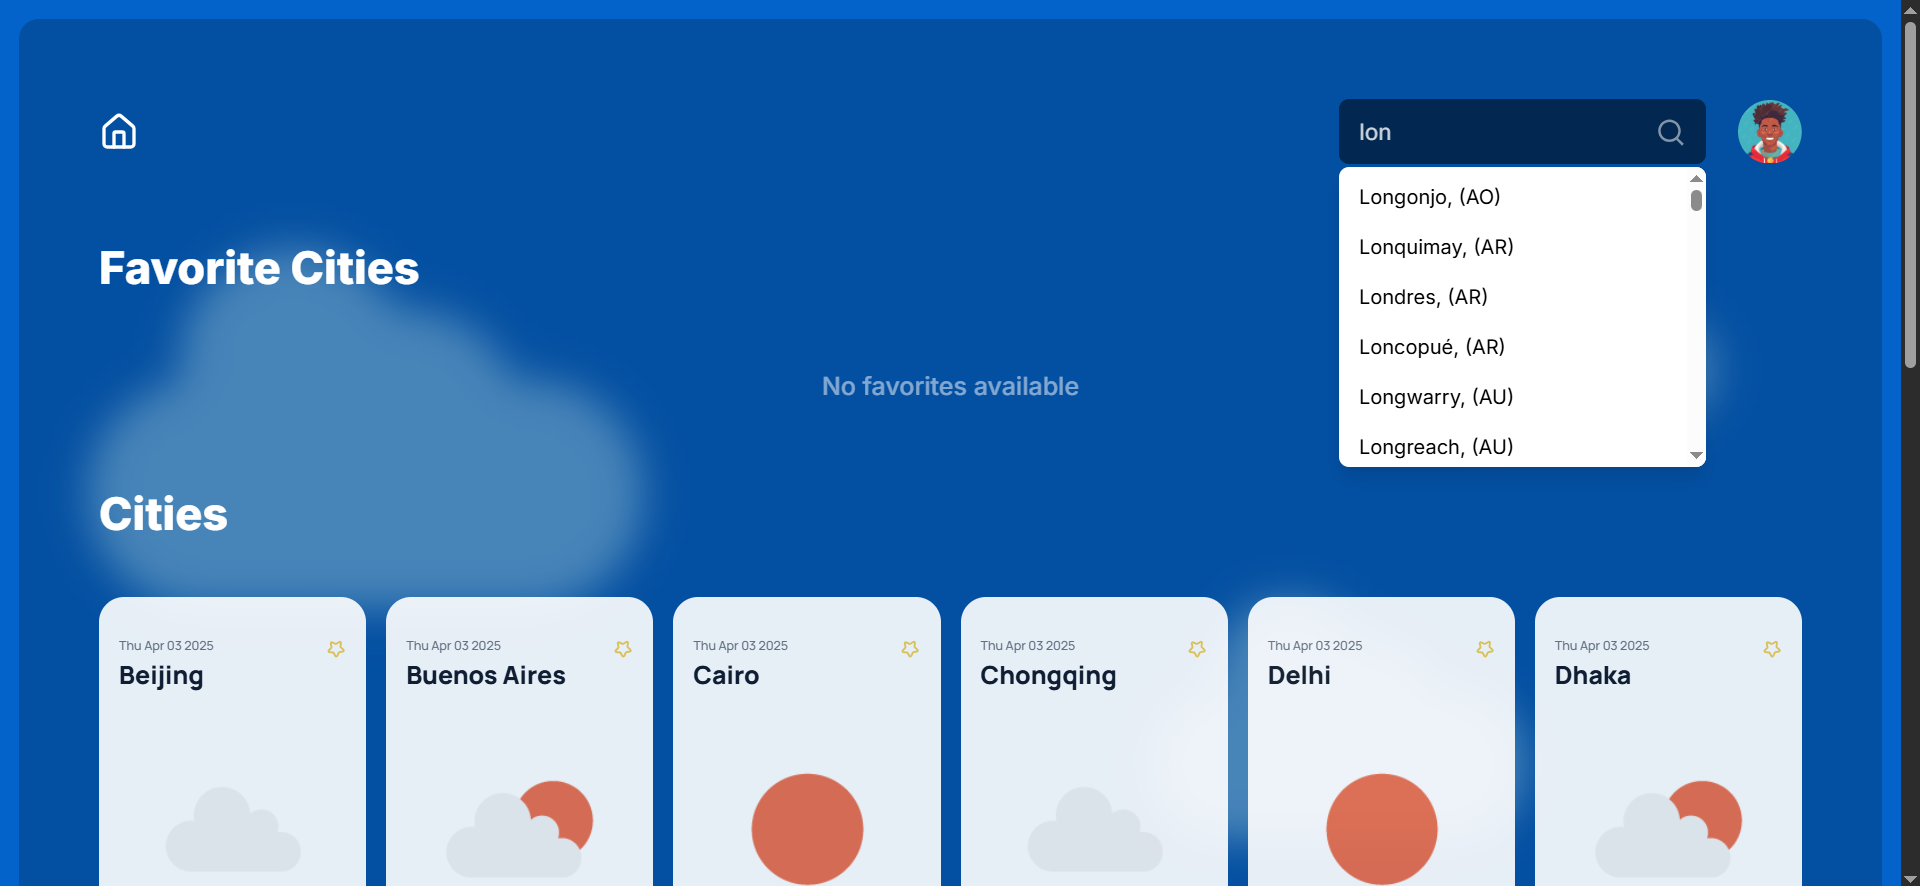 lon
Longonjo, (AO)
Lonquimay, (AR)
Londres, (AR)
Loncopué, (AR)
Longwarry, (AU)
Longreach, (AU)
Favorite Cities
No favorites available
Cities
Thu Apr 03 2025
Beijing
Thu Apr 03 2025
Buenos Aires
Thu Apr 03 2025
Cairo
Thu Apr 03 2025
Chongqing
Thu Apr 03 2025
Delhi
Thu Apr 03 2025
Dhaka